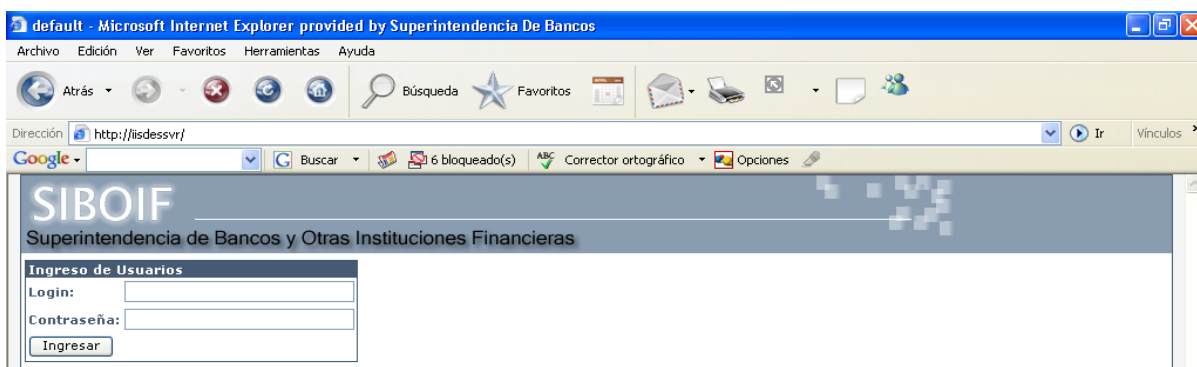 default - Microsoft Internet Explorer provided by Superintendencia De Bancos
Archivo Edición Ver Favoritos Herramientas Ayuda
Atrás Búsqueda Favoritos
Dirección http://iisdessvr/ Ir Vínculos »
Google Buscar 6 bloqueado(s) ABC Corrector ortográfico Opciones
SIBOIF
Superintendencia de Bancos y Otras Instituciones Financieras
Ingreso de Usuarios
Login:
Contraseña:
Ingresar